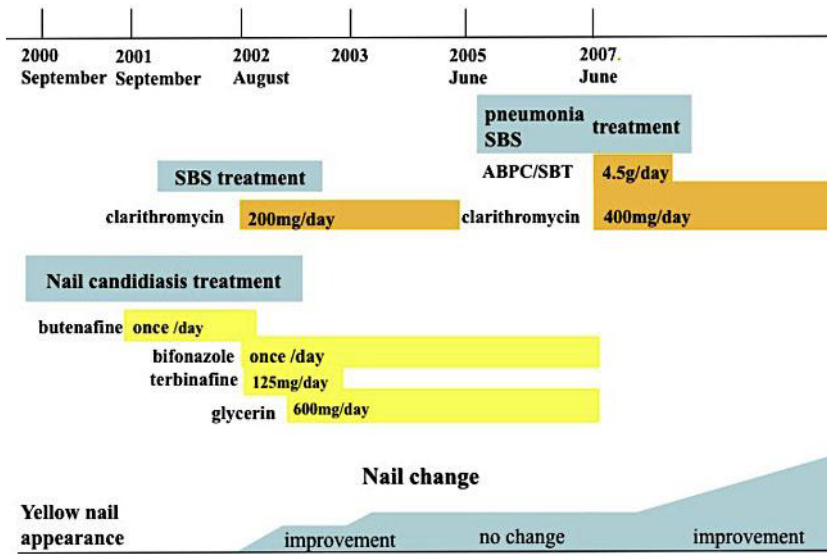 2000 2001 2002 2003 2005 2007.
September September August June June
pneumonia
SBS treatment
ABPC/SBT 4.5g/day
SBS treatment
clarithromycin 200mg/day clarithromycin 400mg/day
Nail candidiasis treatment
butenafine once /day
bifonazole once /day
terbinafine 125mg/day
glycerin 600mg/day
Nail change
Yellow nail
appearance improvement no change improvement